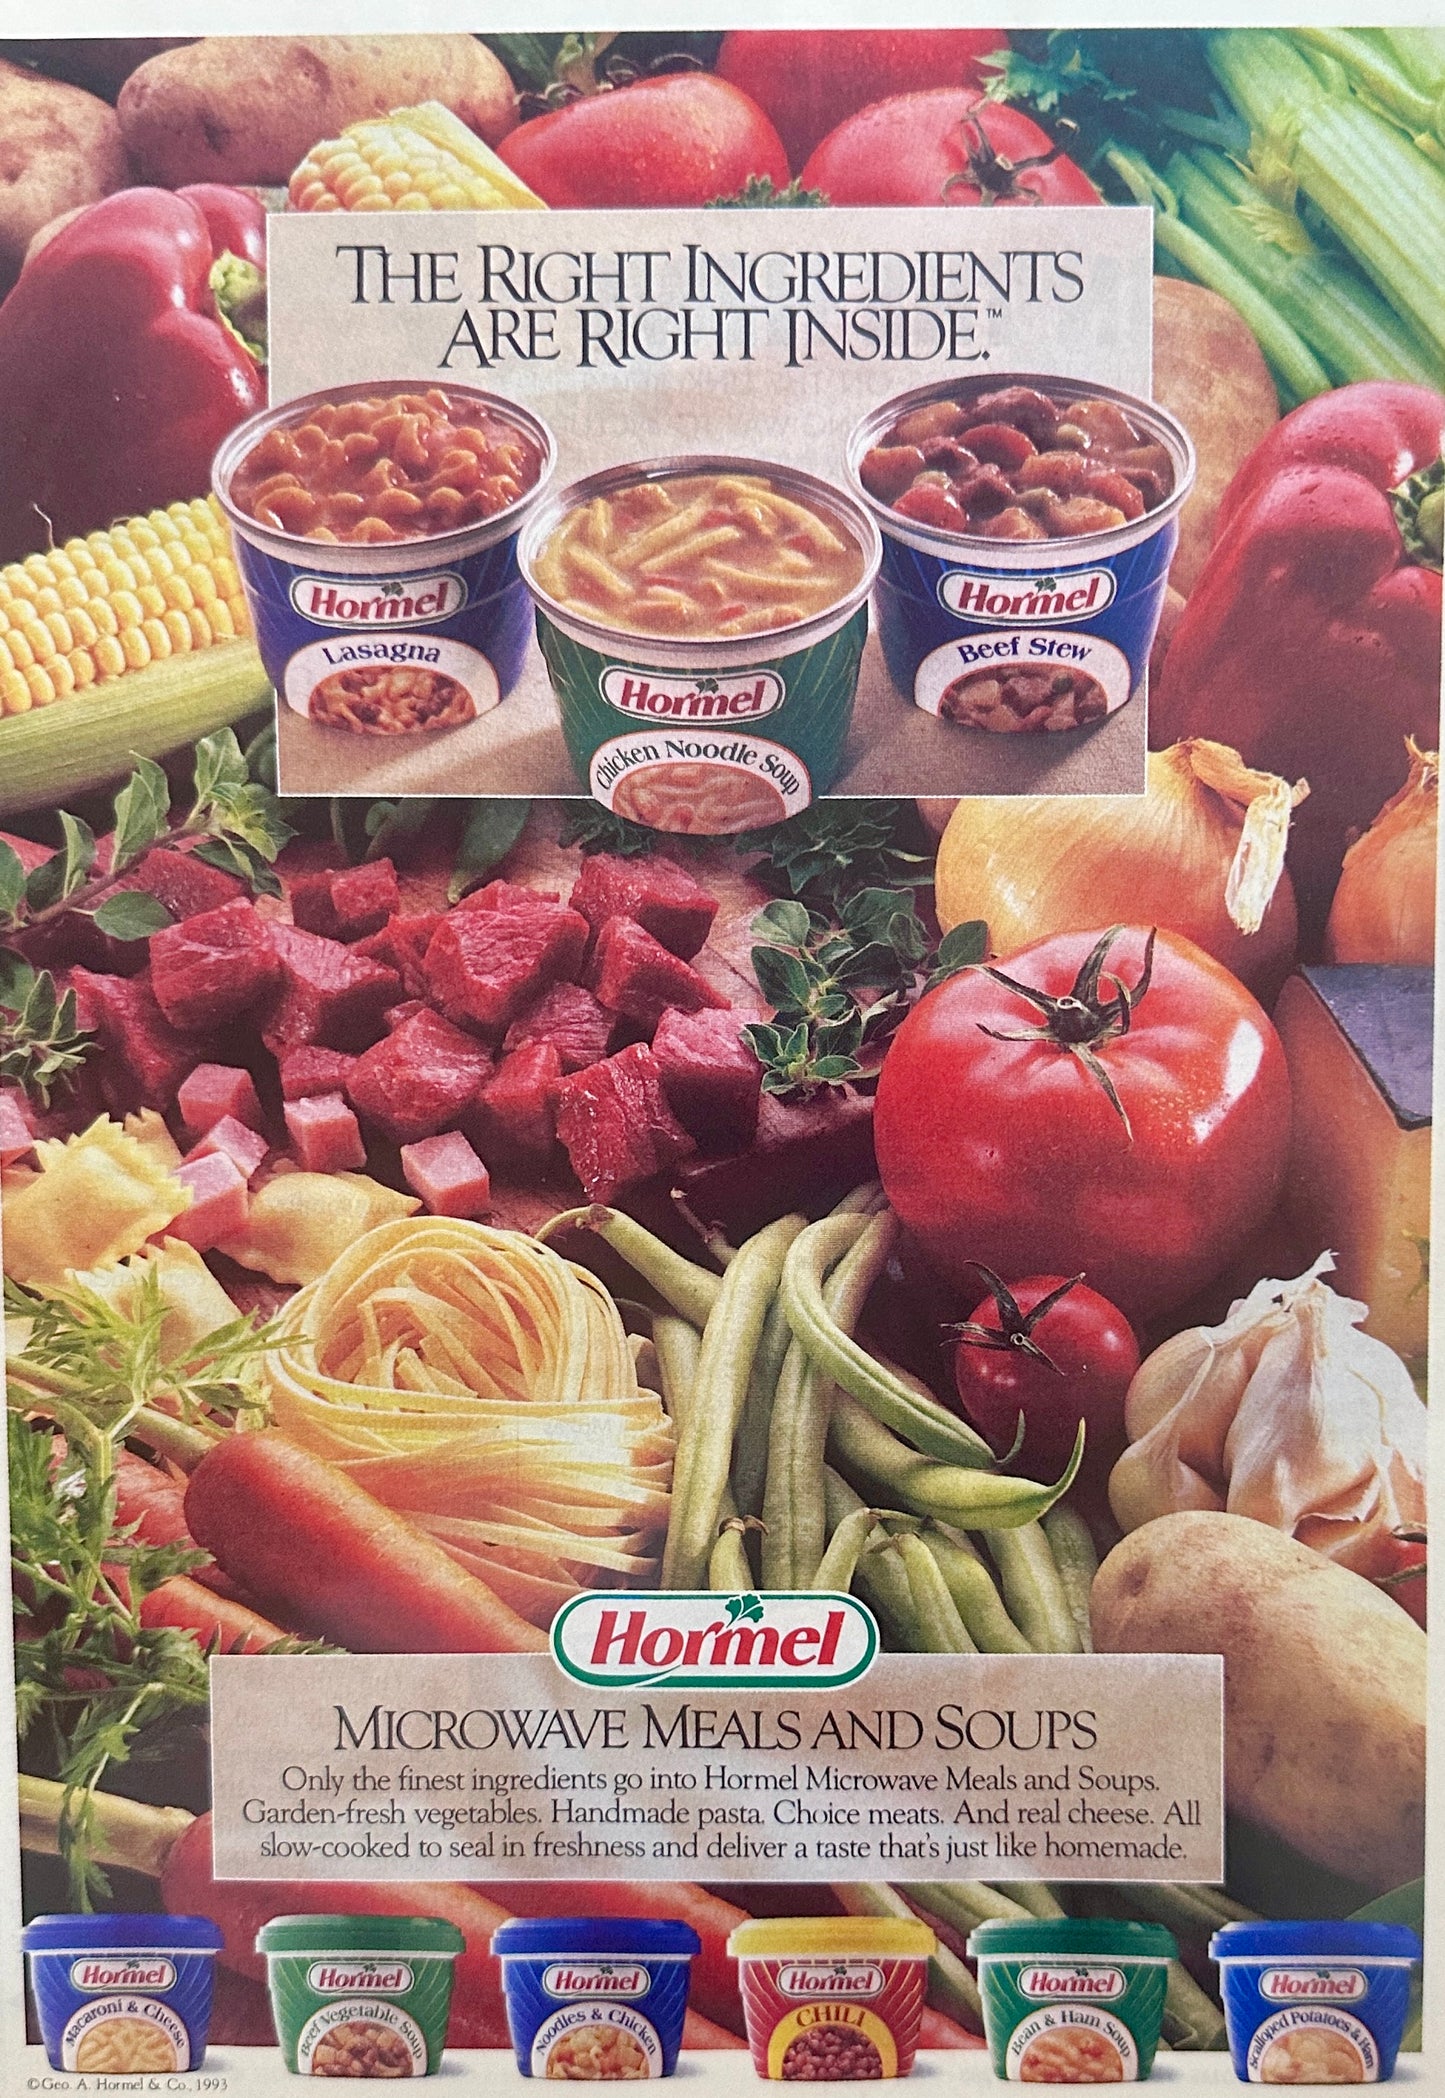 THE RIGHT INGREDIENTS
ARE RIGHT INSIDE.™
Hormel
Lasagna
Hormel
Chicken Noodle Soup
Hormel
Beef Stew
Hormel
MICROWAVE MEALS AND SOUPS
Only the finest ingredients go into Hormel Microwave Meals and Soups.
Garden-fresh vegetables. Handmade pasta. Choice meats. And real cheese. All
slow-cooked to seal in freshness and deliver a taste that's just like homemade.
Hormel
Macaroni & Cheese
Hormel
Beef Vegetable Soup
Hormel
Noodles & Chicken
Hormel
CHILI
Hormel
Bean & Ham Soup
Hormel
Scalloped Potatoes & Ham
©Geo. A. Hormel & Co., 1993